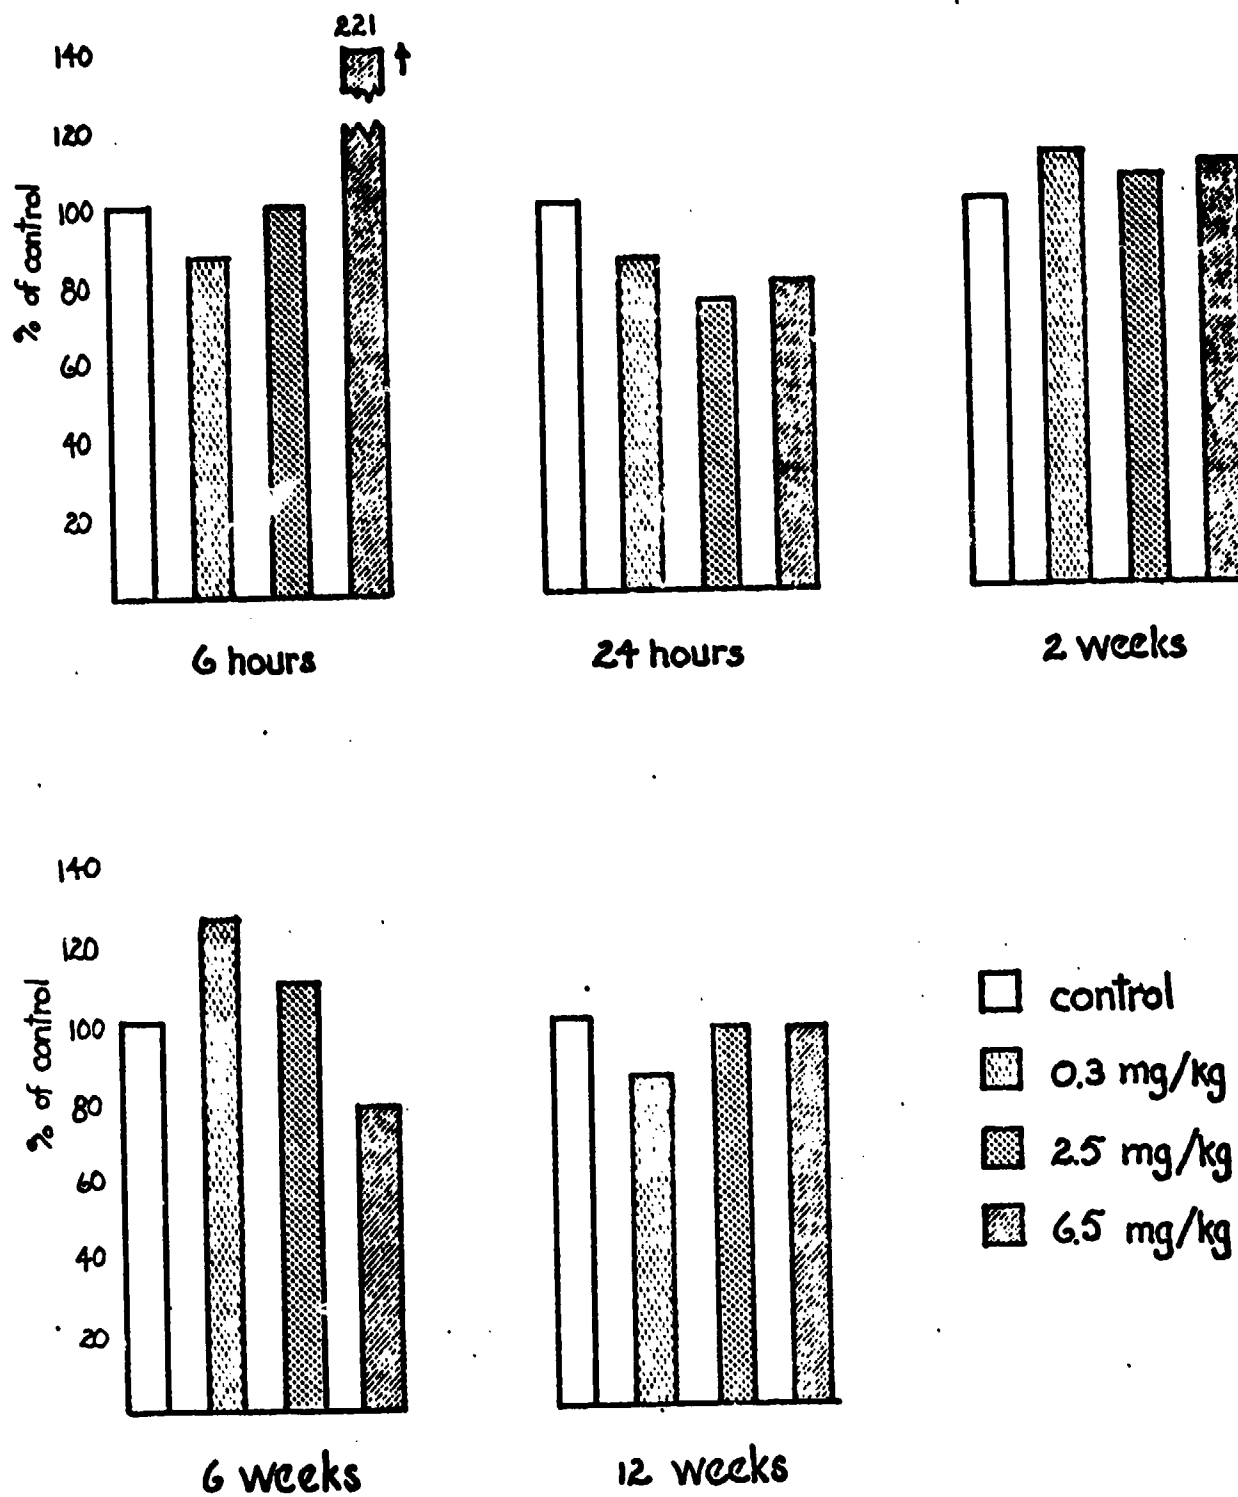 221
140
120
100
80
60
40
20
% of control
6 hours
24 hours
2 weeks
140
120
100
80
60
40
20
% of control
6 weeks
12 weeks
control
0.3 mg/kg
2.5 mg/kg
6.5 mg/kg